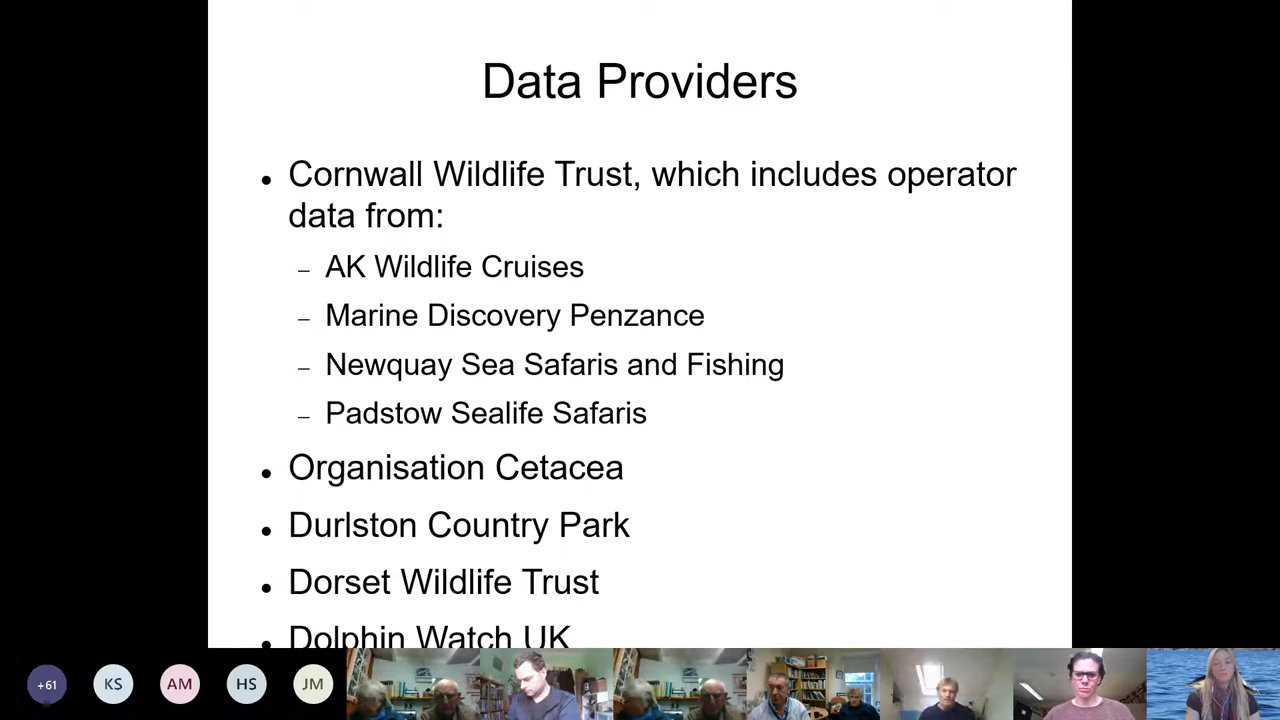 Data Providers
Cornwall Wildlife Trust, which includes operator
data from:
– AK Wildlife Cruises
– Marine Discovery Penzance
– Newquay Sea Safaris and Fishing
– Padstow Sealife Safaris
Organisation Cetacea
Durlston Country Park
Dorset Wildlife Trust
Dolphin Watch UK
+61 KS AM HS JM